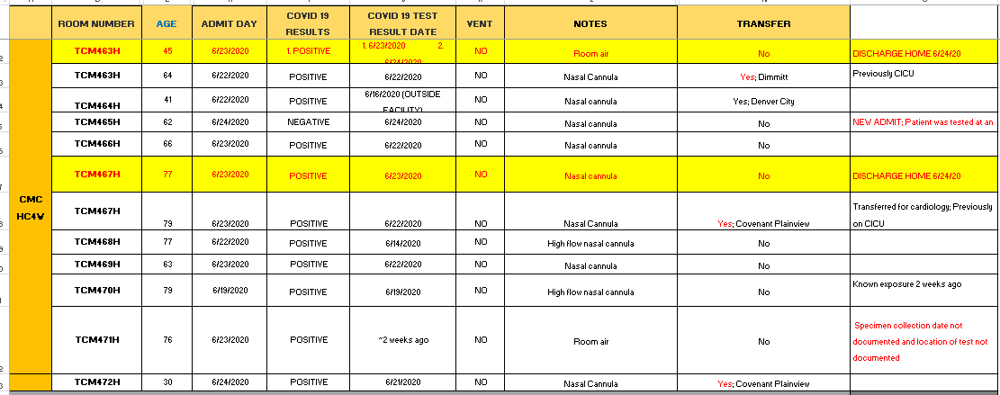 ROOM NUMBER AGE ADMIT DAY COVID 19 RESULTS COVID 19 TEST RESULT DATE VENT NOTES TRANSFER
TCM463H 45 6/23/2020 1. POSITIVE 1. 6/23/2020 2. 6/24/2020 NO Room air No DISCHARGE HOME 6/24/20
TCM463H 64 6/22/2020 POSITIVE 6/22/2020 NO Nasal Cannula Yes; Dimmitt Previously CICU
TCM464H 41 6/22/2020 POSITIVE 6/16/2020 (OUTSIDE FACILITY) NO Nasal cannula Yes; Denver City
TCM465H 62 6/24/2020 NEGATIVE 6/24/2020 NO Nasal cannula No NEW ADMIT; Patient was tested at an
TCM466H 66 6/23/2020 POSITIVE 6/22/2020 NO Nasal cannula No
TCM467H 77 6/23/2020 POSITIVE 6/23/2020 NO Nasal cannula No DISCHARGE HOME 6/24/20
CMC HC4W
TCM467H 79 6/23/2020 POSITIVE 6/22/2020 NO Nasal Cannula Yes; Covenant Plainview Transferred for cardiology; Previously on CICU
TCM468H 77 6/22/2020 POSITIVE 6/14/2020 NO High flow nasal cannula No
TCM469H 63 6/23/2020 POSITIVE 6/22/2020 NO Nasal cannula No
TCM470H 79 6/19/2020 POSITIVE 6/19/2020 NO High flow nasal cannula No Known exposure 2 weeks ago
TCM471H 76 6/23/2020 POSITIVE ~2 weeks ago NO Room air No Specimen collection date not documented and location of test not documented
TCM472H 30 6/24/2020 POSITIVE 6/21/2020 NO Nasal Cannula Yes; Covenant Plainview